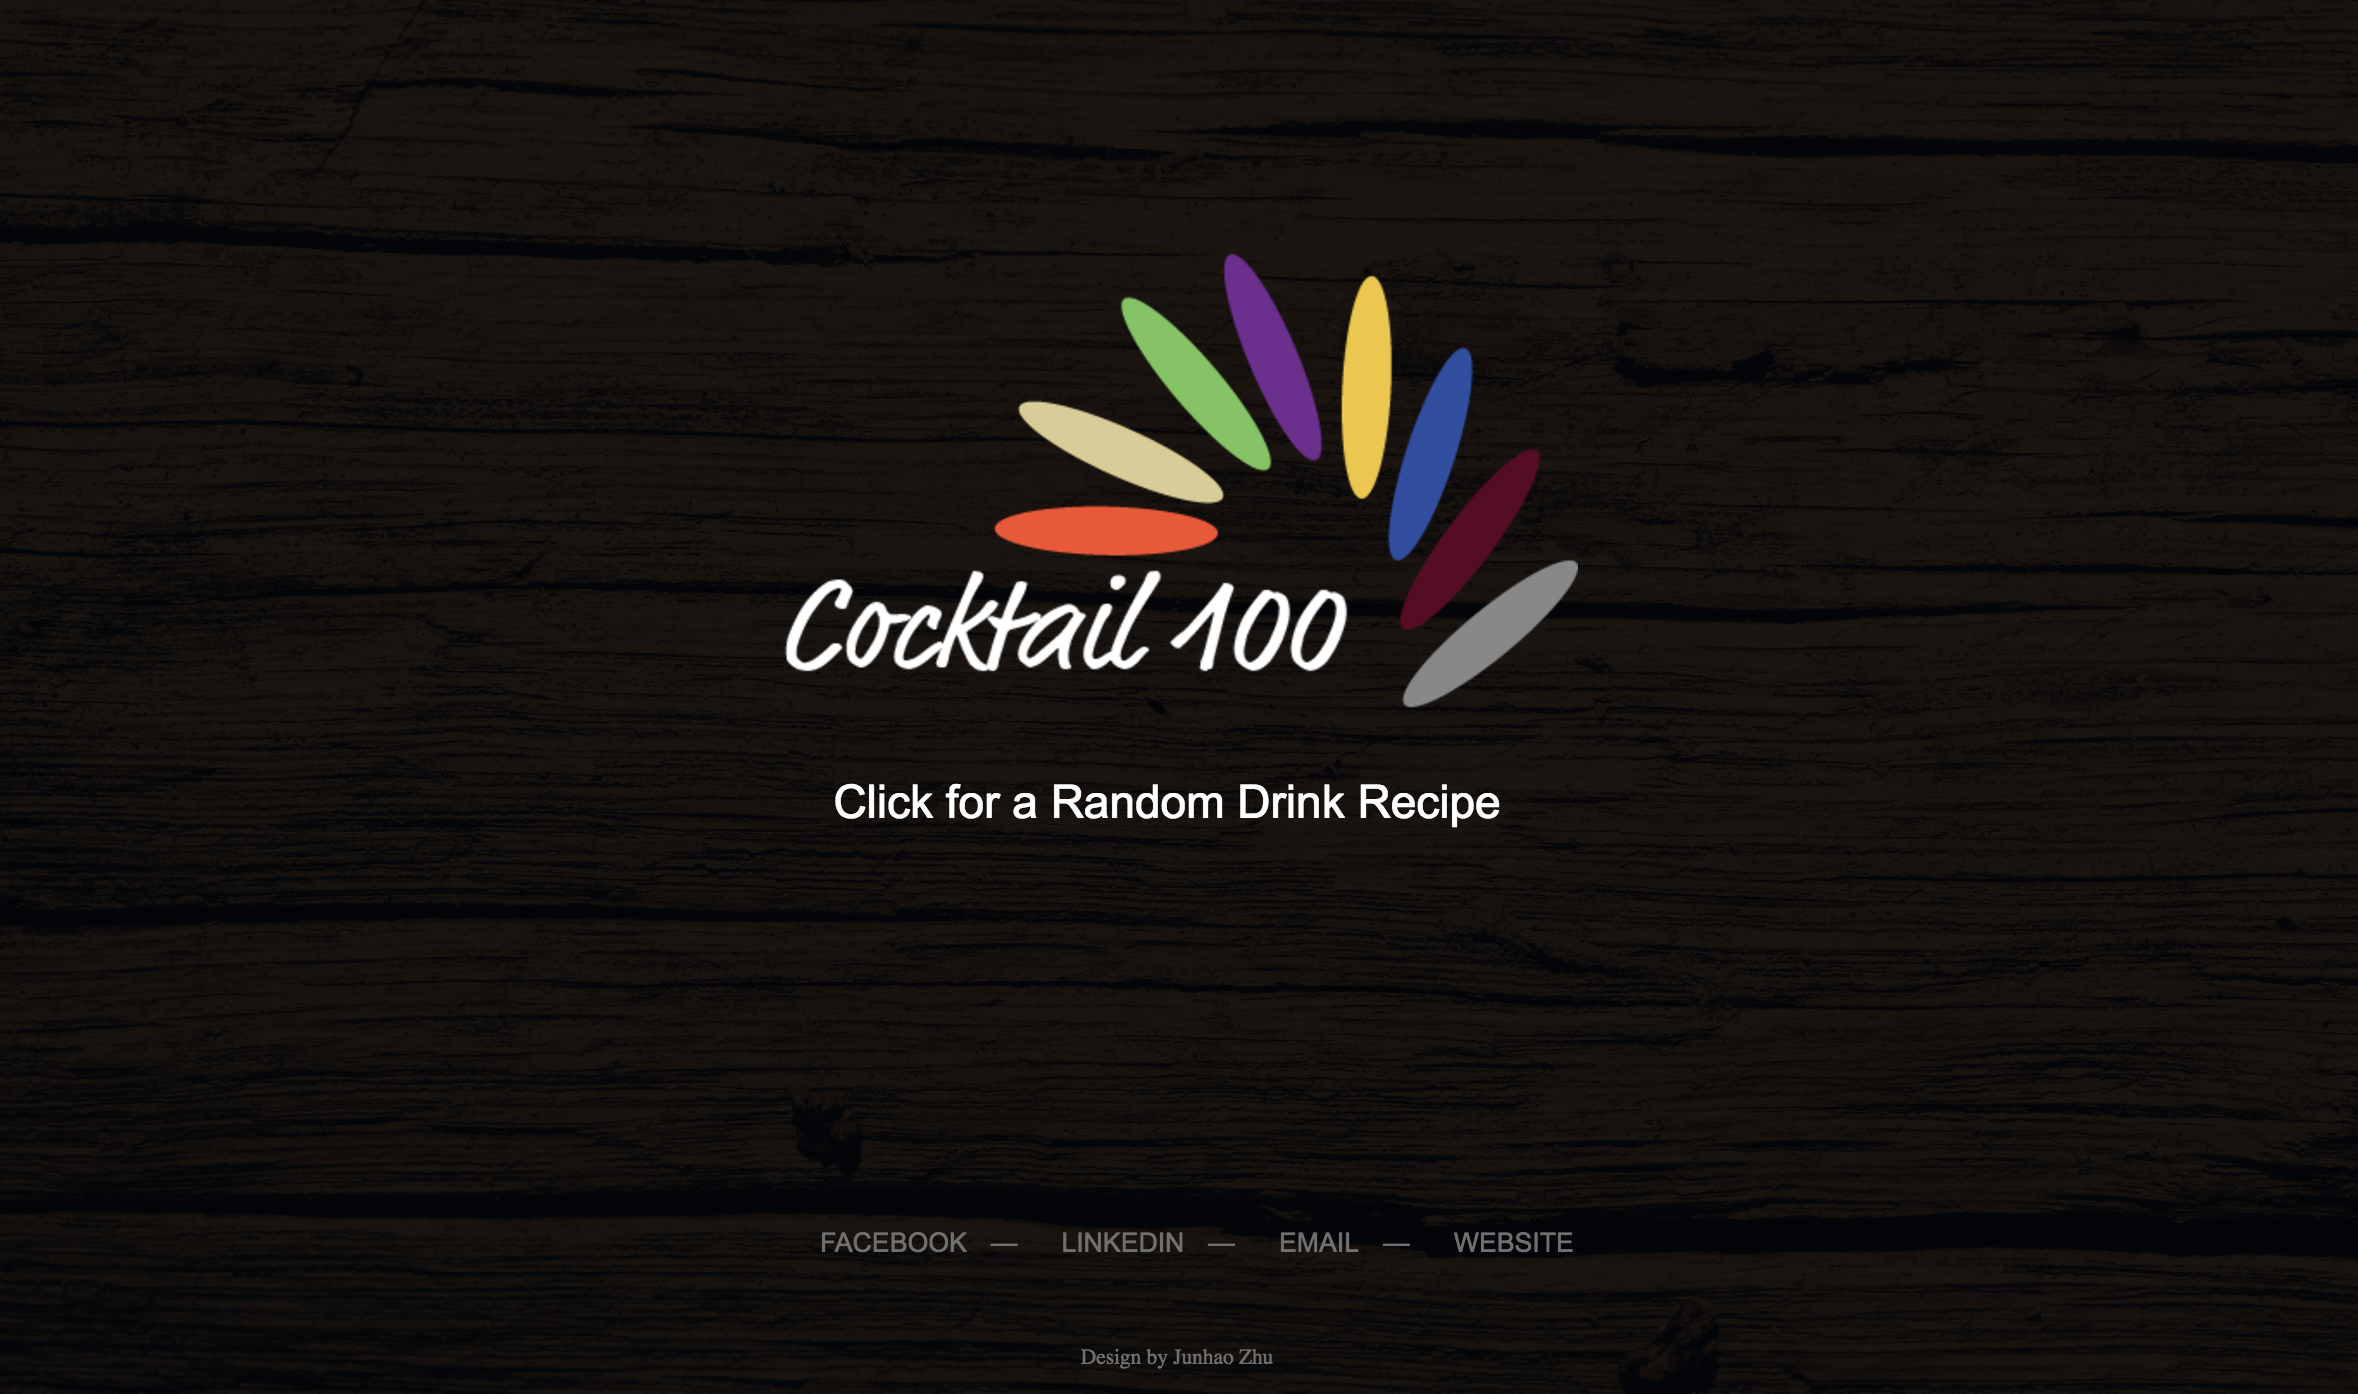 Cocktail 100
Click for a Random Drink Recipe
FACEBOOK — LINKEDIN — EMAIL — WEBSITE
Design by Junhao Zhu